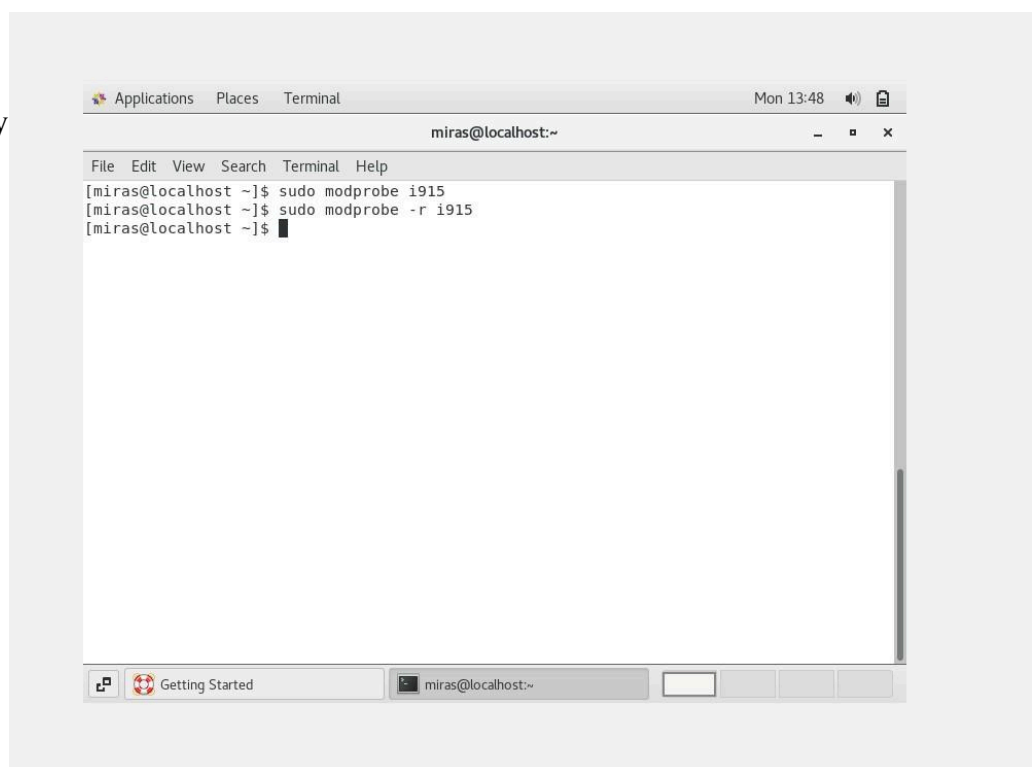 y
Applications Places Terminal Mon 13:48
miras@localhost:~
File Edit View Search Terminal Help
[miras@localhost ~]$ sudo modprobe i915
[miras@localhost ~]$ sudo modprobe -r i915
[miras@localhost ~]$
Getting Started miras@localhost:~